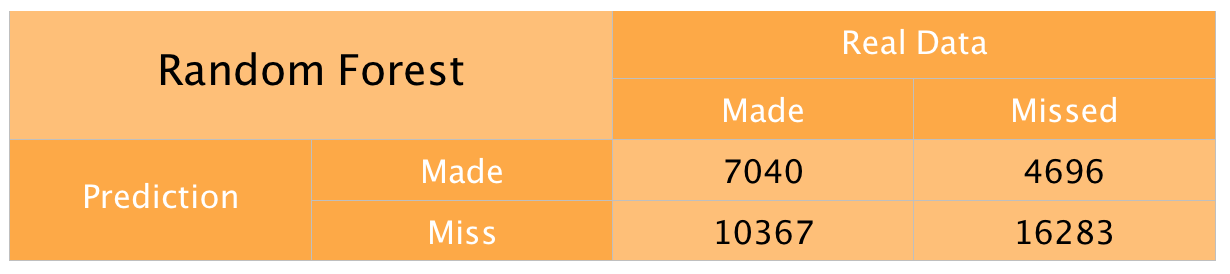 Random Forest
Real Data
Made
Missed
Prediction
Made
7040
4696
Miss
10367
16283